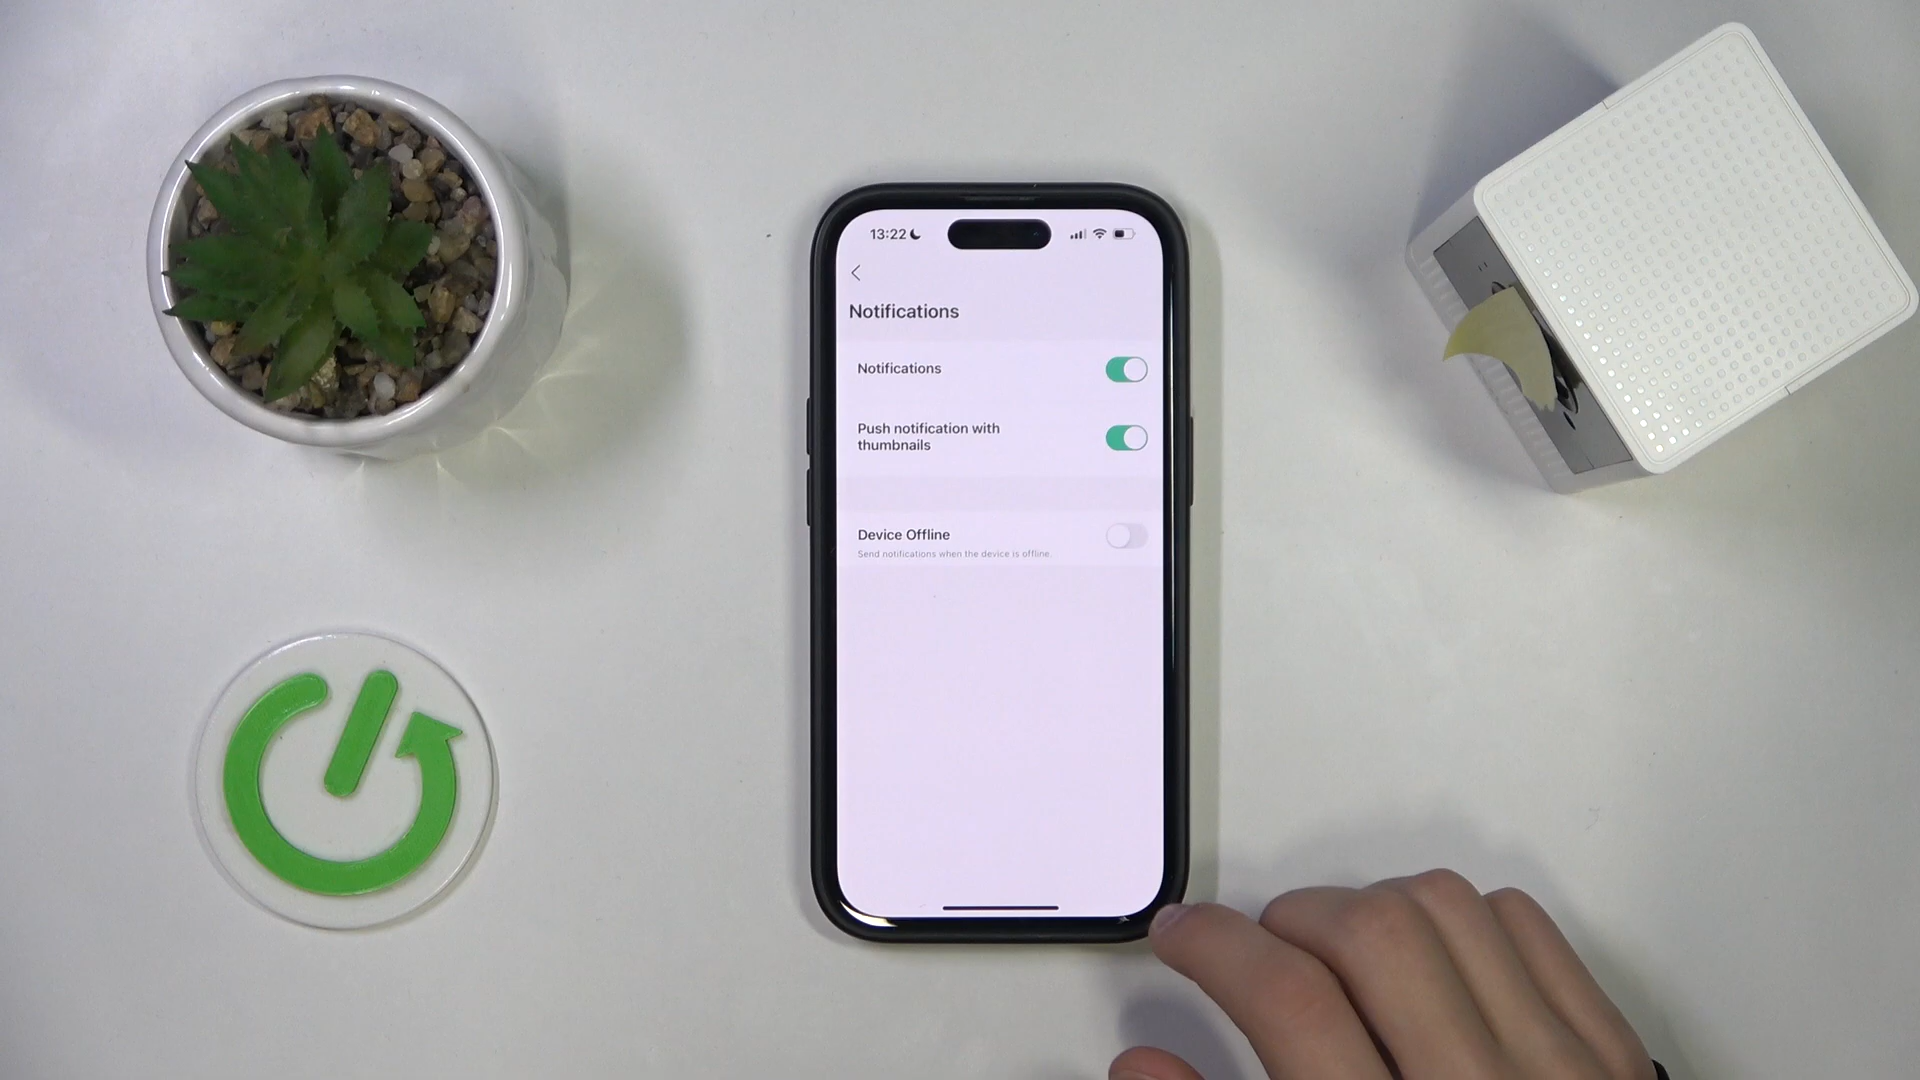 13:22
Notifications
Notifications
Push notification with
thumbnails
Device Offline
Send notifications when the device is offline.